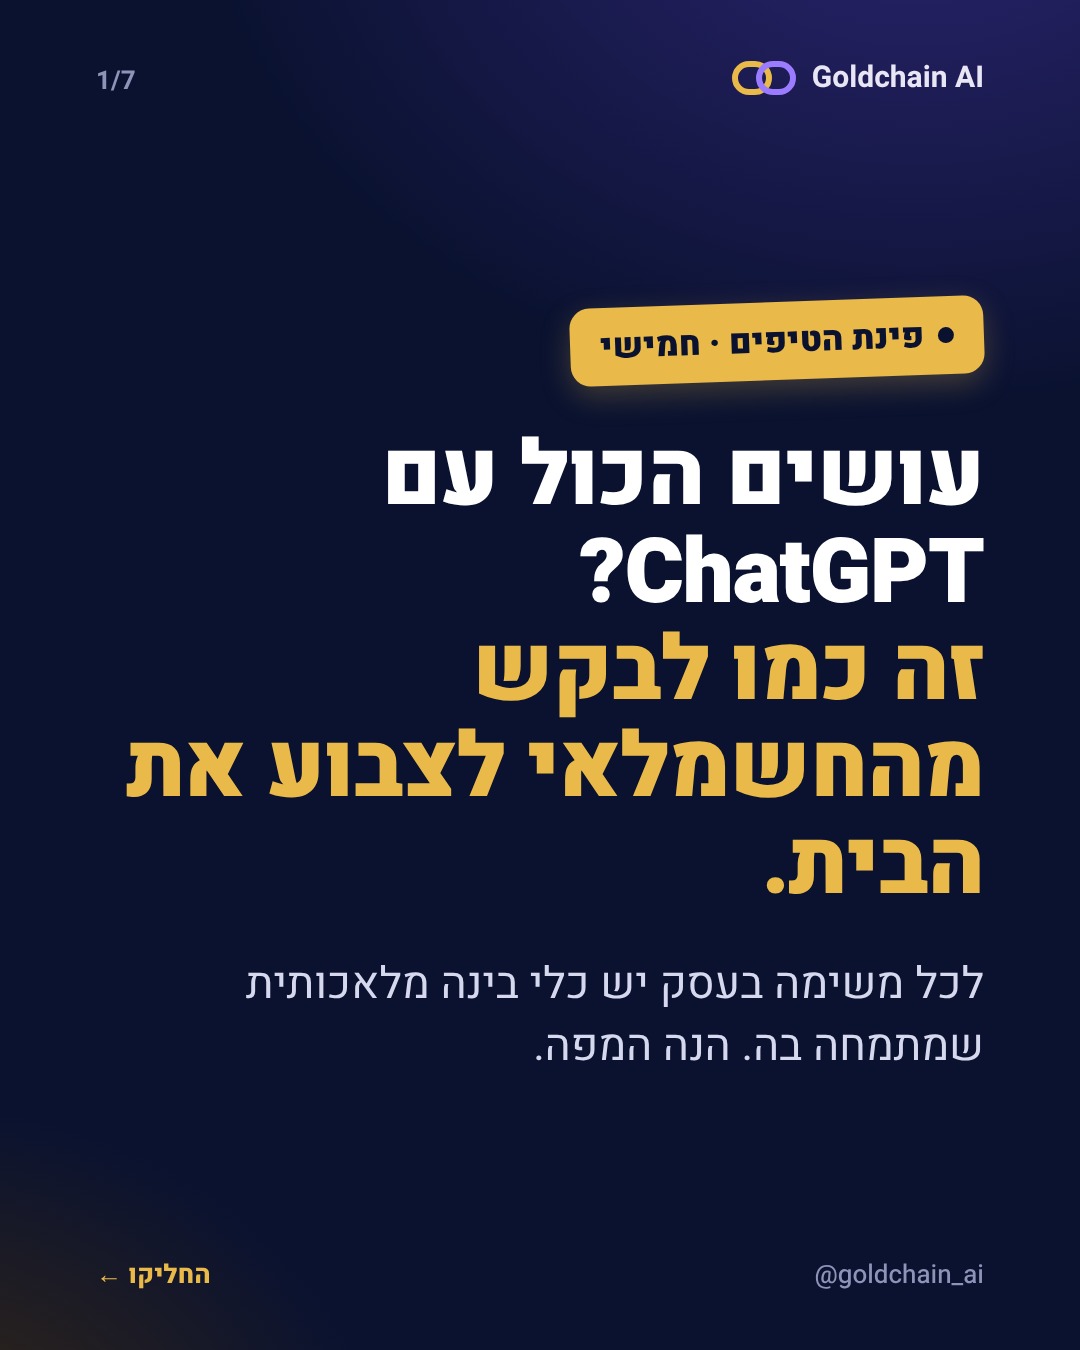 Goldchain AI
1/7
פינת הטיפים · חמישי
עושים הכול עם
ChatGPT?
זה כמו לבקש
מהחשמלאי לצבוע את
הבית.
לכל משימה בעסק יש כלי בינה מלאכותית
שמתמחה בה. הנה המפה.
@goldchain_ai
החליקו ←